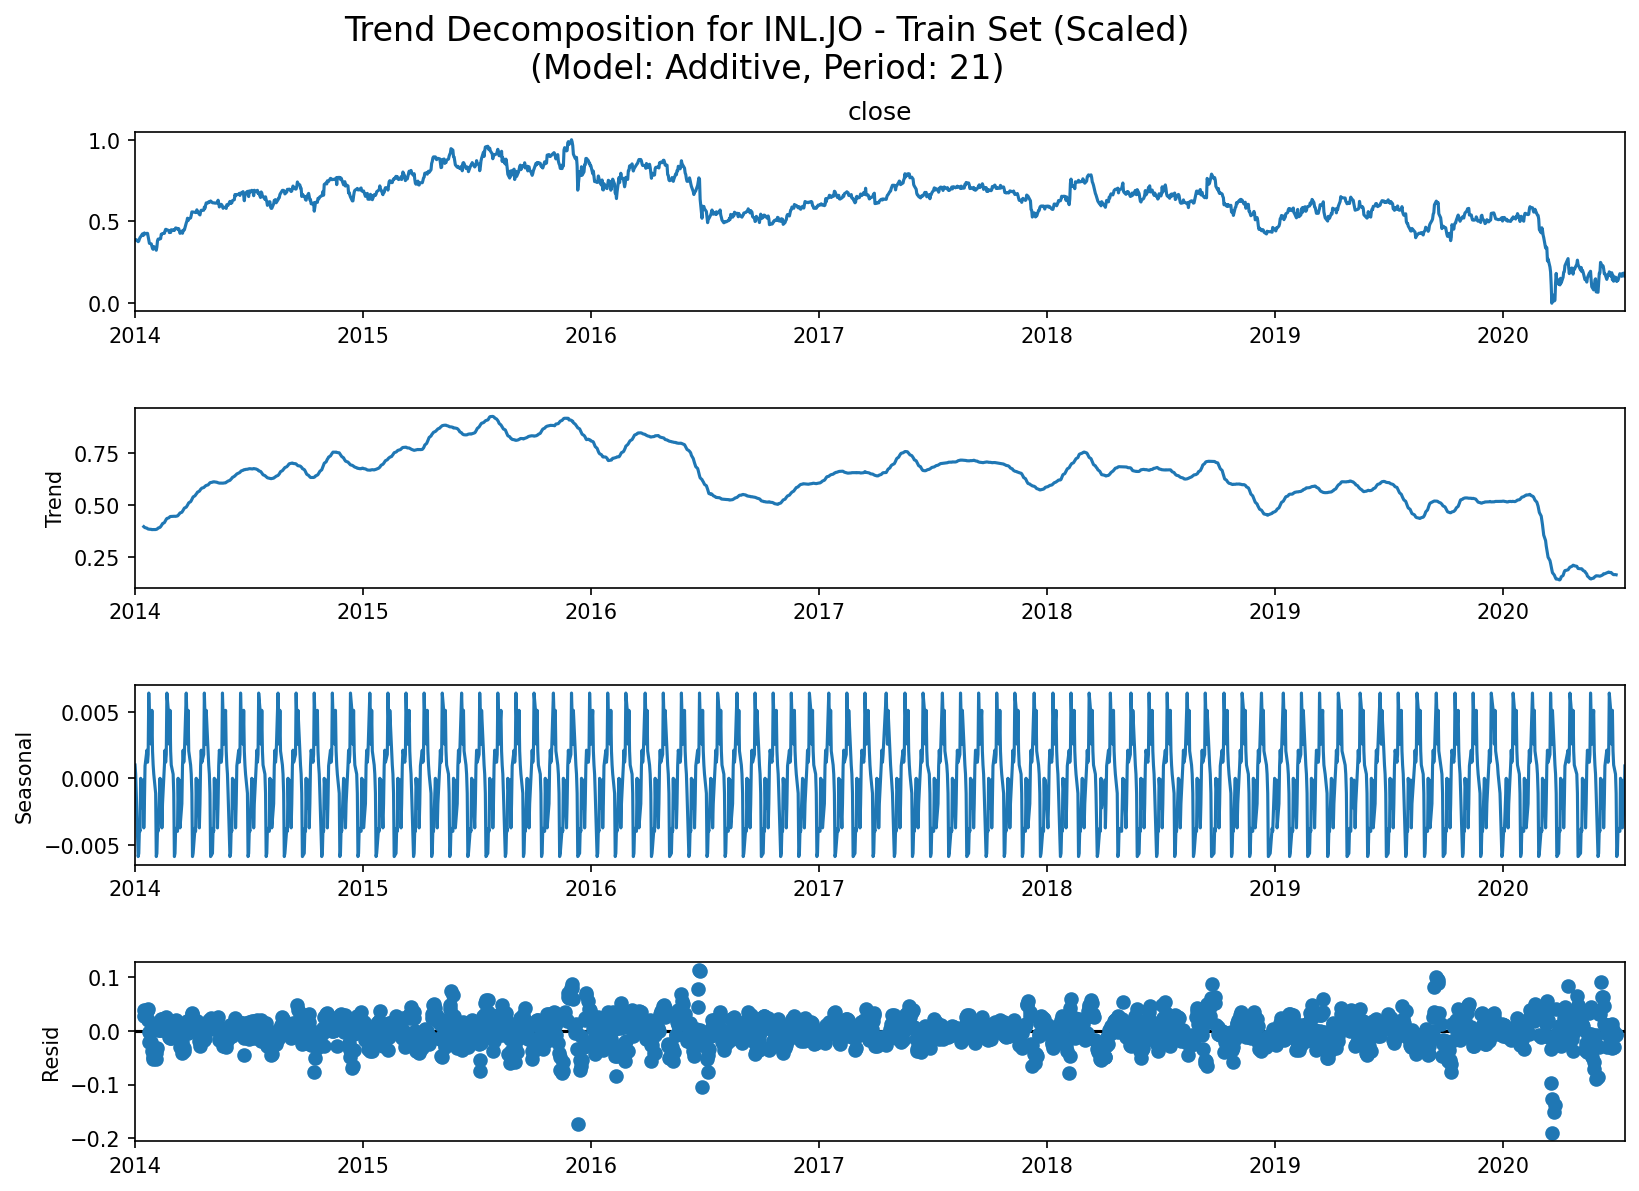 Trend Decomposition for INL.JO - Train Set (Scaled)
(Model: Additive, Period: 21)
close
1.0
0.5
0.0
2014 2015 2016 2017 2018 2019 2020
Trend
0.75
0.50
0.25
2014 2015 2016 2017 2018 2019 2020
Seasonal
0.005
0.000
−0.005
2014 2015 2016 2017 2018 2019 2020
Resid
0.1
0.0
−0.1
−0.2
2014 2015 2016 2017 2018 2019 2020